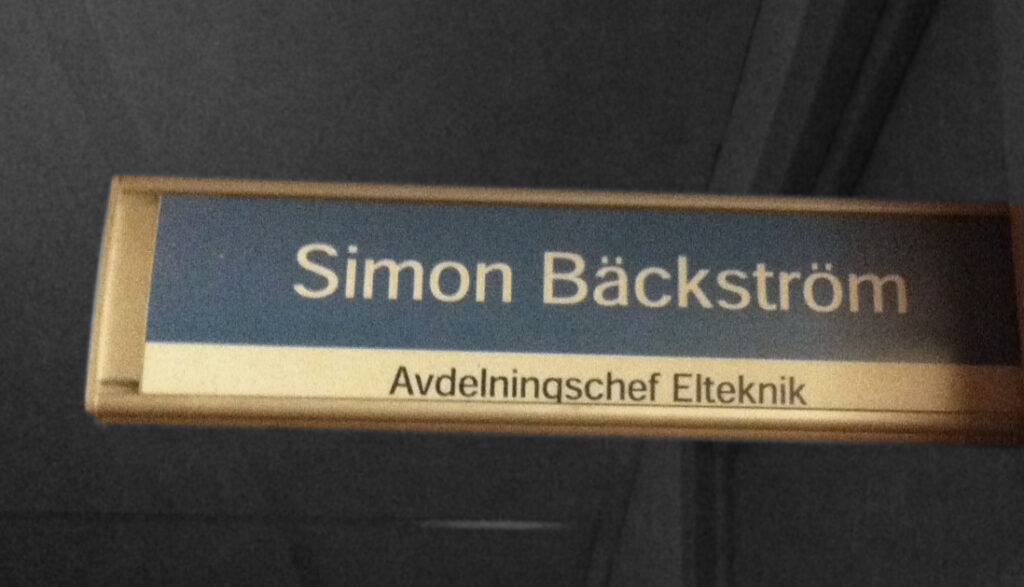 Simon Bäckström
Avdelningschef Elteknik